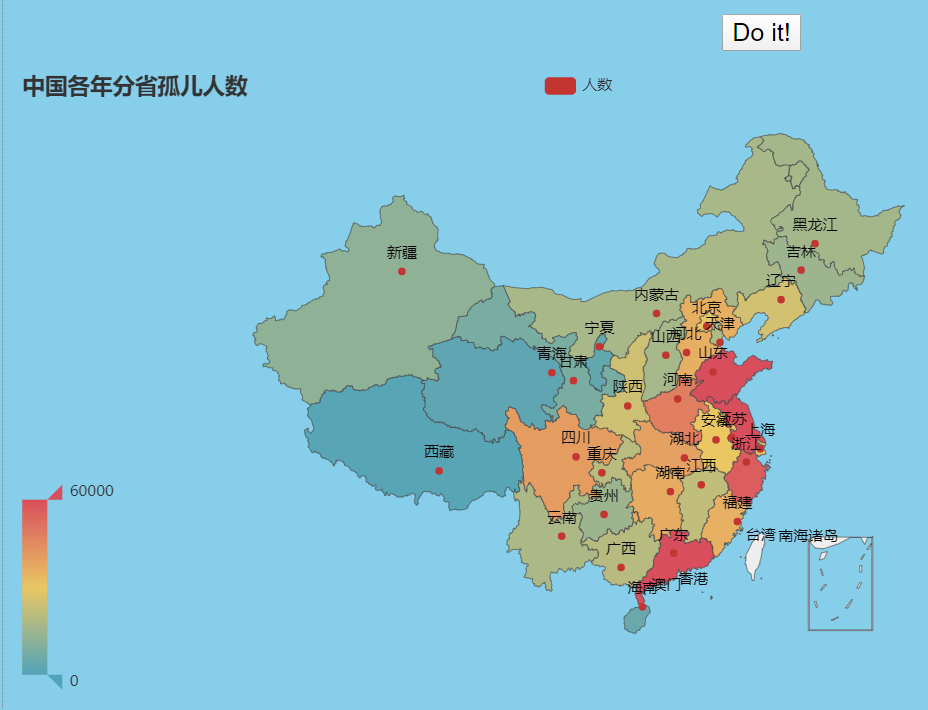 Do it!
中国各年分省孤儿人数
人数
黑龙江
吉林
新疆
辽宁
内蒙古
北京
天津
宁夏
山西
河北
青海
甘肃
山东
河南
陕西
安徽
江苏
上海
四川
湖北
浙江
西藏
重庆
湖南
江西
60000
贵州
福建
云南
广东
台湾
南海诸岛
广西
海南
澳门
香港
0